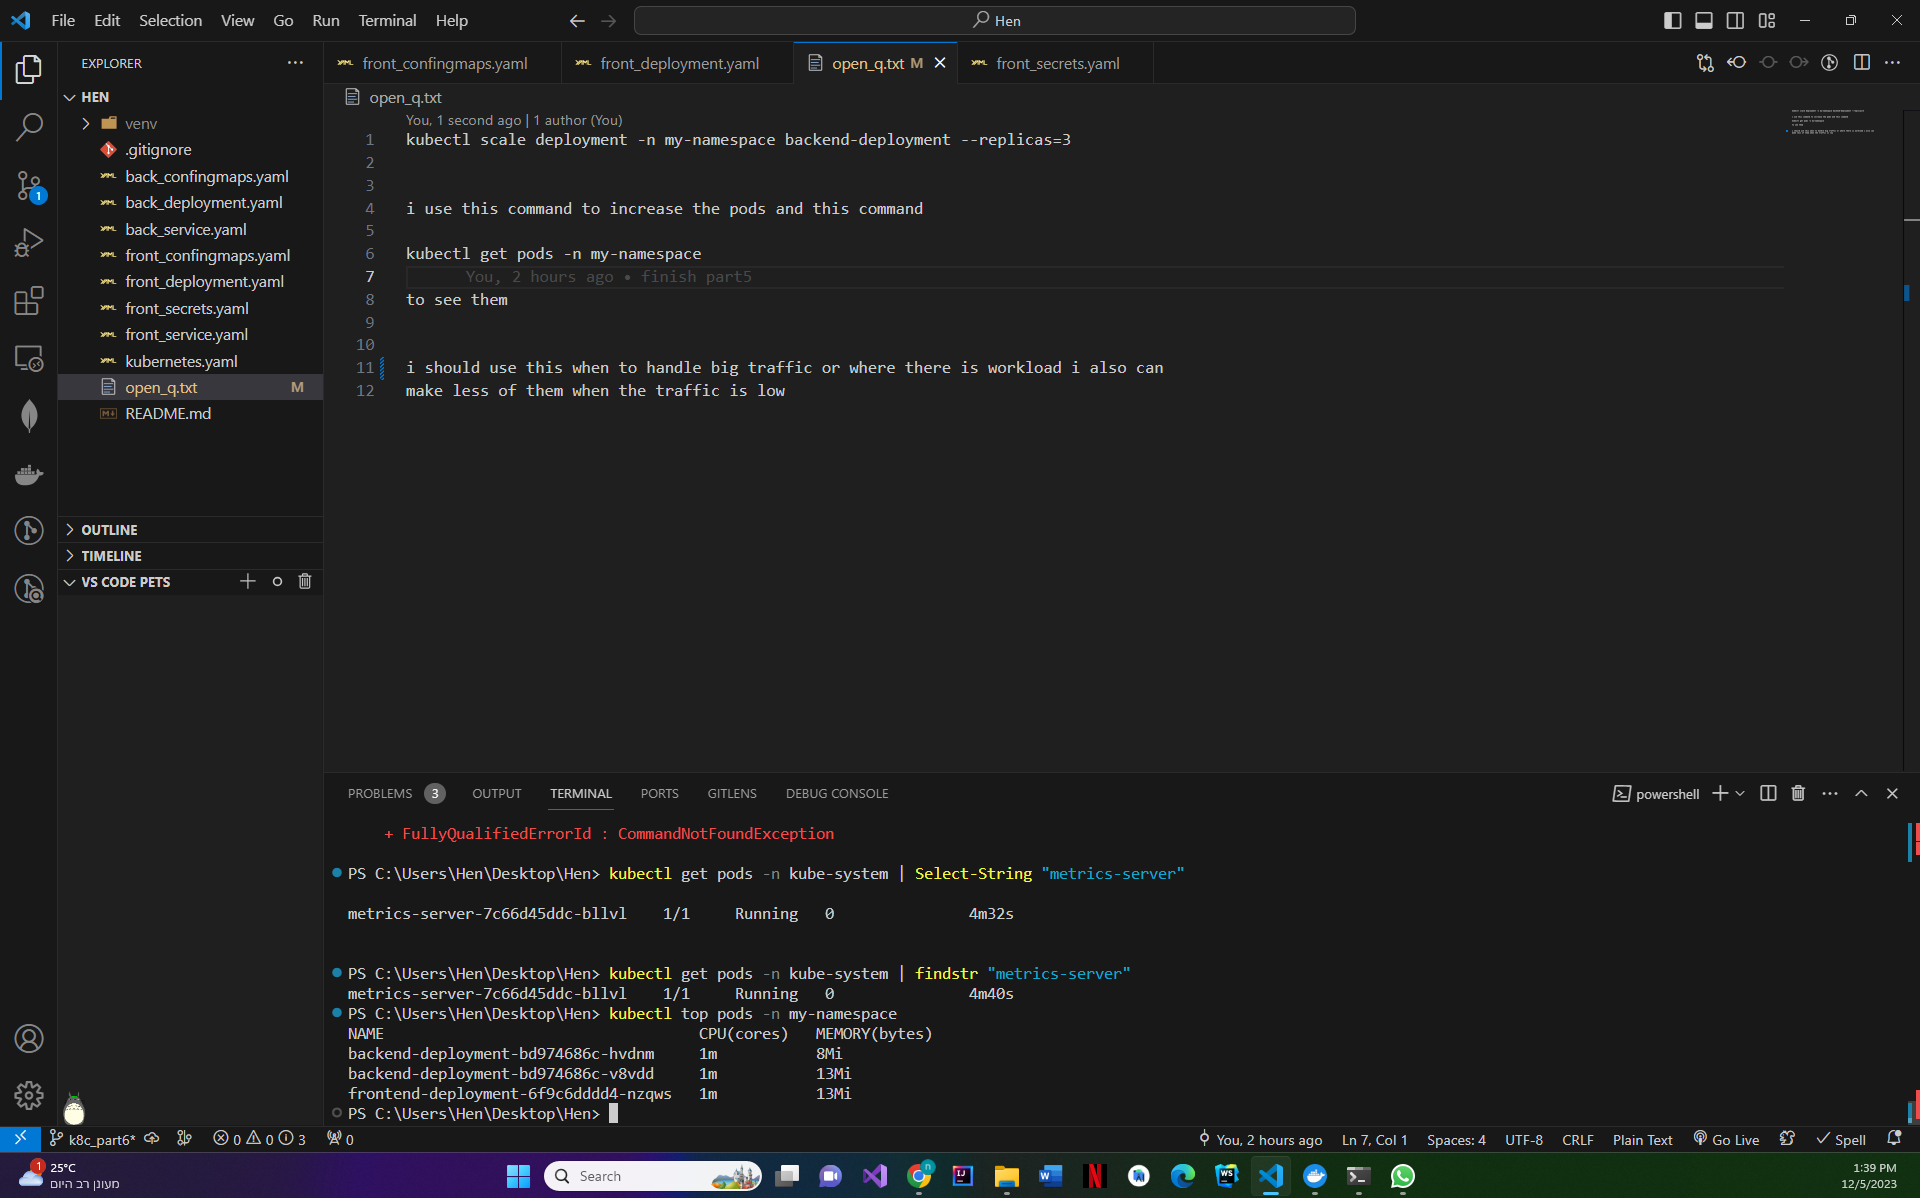 File Edit Selection View Go Run Terminal Help
Hen
EXPLORER
HEN
venv
.gitignore
back_confingmaps.yaml
back_deployment.yaml
back_service.yaml
front_confingmaps.yaml
front_deployment.yaml
front_secrets.yaml
front_service.yaml
kubernetes.yaml
open_q.txt M
README.md
OUTLINE
TIMELINE
VS CODE PETS
1
front_confingmaps.yaml front_deployment.yaml open_q.txt M front_secrets.yaml
open_q.txt
You, 1 second ago | 1 author (You)
1 kubectl scale deployment -n my-namespace backend-deployment --replicas=3
2
3
4 i use this command to increase the pods and this command
5
6 kubectl get pods -n my-namespace
7 You, 2 hours ago • finish part5
8 to see them
9
10
11 i should use this when to handle big traffic or where there is workload i also can
12 make less of them when the traffic is low
PROBLEMS 3 OUTPUT TERMINAL PORTS GITLENS DEBUG CONSOLE powershell
+ FullyQualifiedErrorId : CommandNotFoundException
PS C:\Users\Hen\Desktop\Hen> kubectl get pods -n kube-system | Select-String "metrics-server"
metrics-server-7c66d45ddc-bllvl 1/1 Running 0 4m32s
PS C:\Users\Hen\Desktop\Hen> kubectl get pods -n kube-system | findstr "metrics-server"
metrics-server-7c66d45ddc-bllvl 1/1 Running 0 4m40s
PS C:\Users\Hen\Desktop\Hen> kubectl top pods -n my-namespace
NAME CPU(cores) MEMORY(bytes)
backend-deployment-bd974686c-hvdnm 1m 8Mi
backend-deployment-bd974686c-v8vdd 1m 13Mi
frontend-deployment-6f9c6dddd4-nzqws 1m 13Mi
PS C:\Users\Hen\Desktop\Hen>
k8c_part6* 0 0 3 0 You, 2 hours ago Ln 7, Col 1 Spaces: 4 UTF-8 CRLF Plain Text Go Live Spell
1 25°C
מעונן רב היום
Search
1:39 PM
12/5/2023